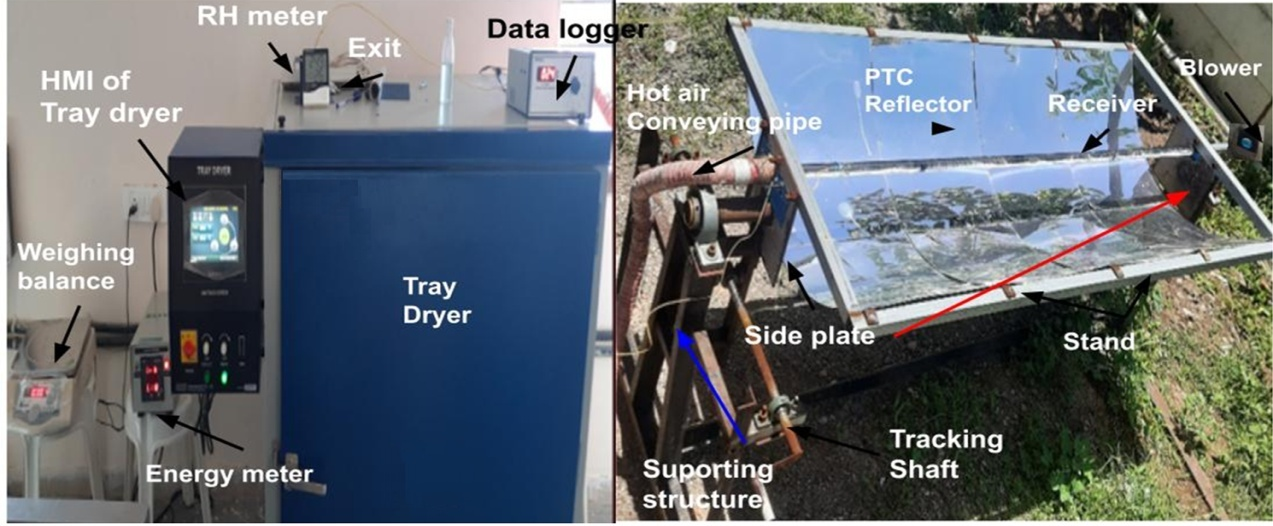 RH meter
Exit
Data logger
HMI of
Tray dryer
TRAY DRYER
Weighing
balance
Tray
Dryer
Energy meter
PTC
Reflector
Receiver
Blower
Hot air
Conveying pipe
Side plate
Stand
Tracking
Shaft
Suporting
structure